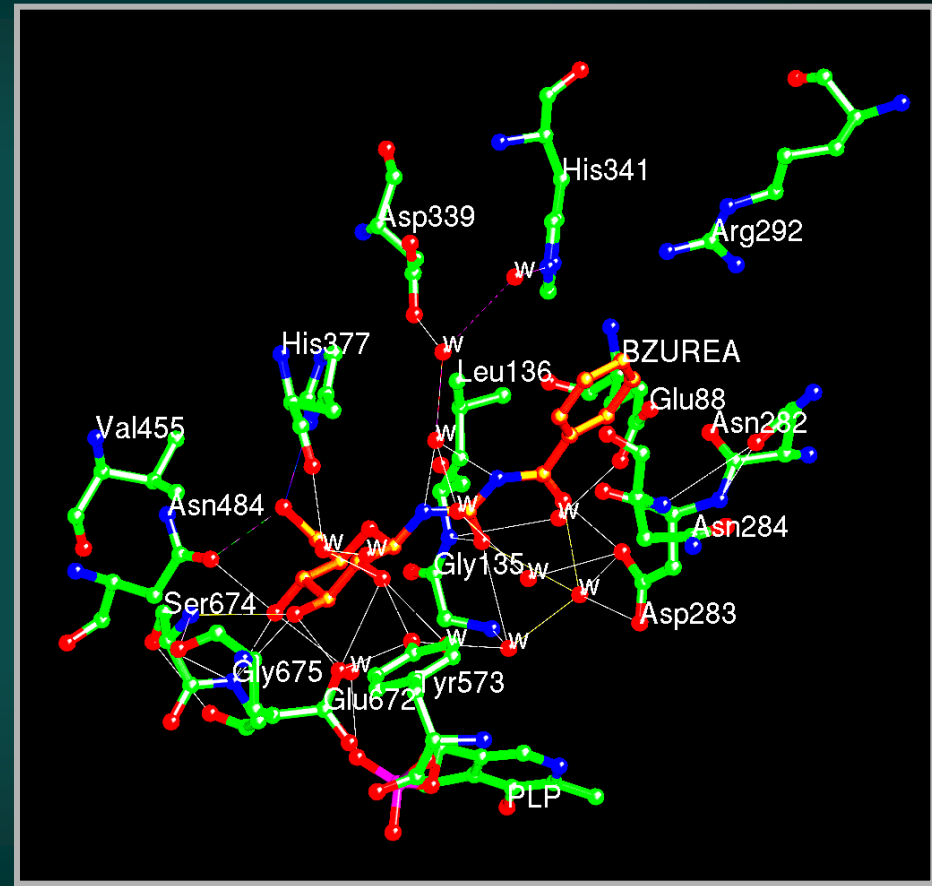 His341
Asp339
Arg292
W
His377
W
BZUREA
Leu136
Glu88
Asn282
Val455
W
Asn484
W
W
Asn284
W
W
Gly135
W
W
Ser674
Asp283
W
W
Gly675
W
Tyr573
Glu672
PLP